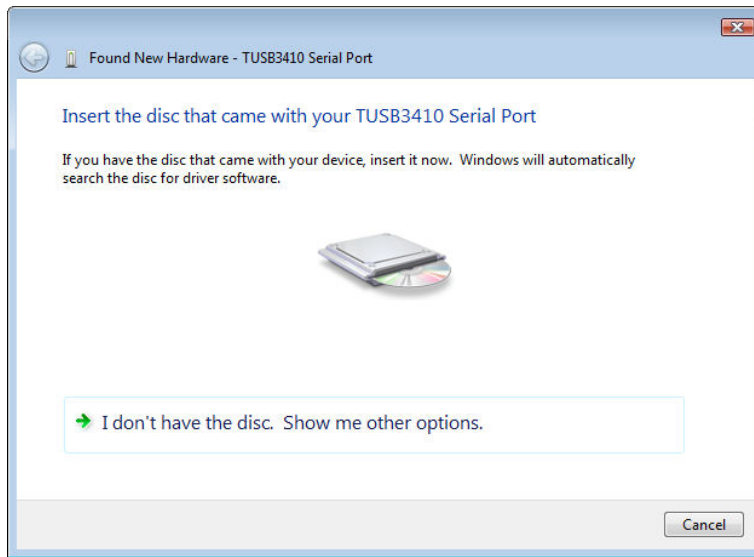 Found New Hardware - TUSB3410 Serial Port
Insert the disc that came with your TUSB3410 Serial Port
If you have the disc that came with your device, insert it now.  Windows will automatically
search the disc for driver software.
I don't have the disc.  Show me other options.
Cancel